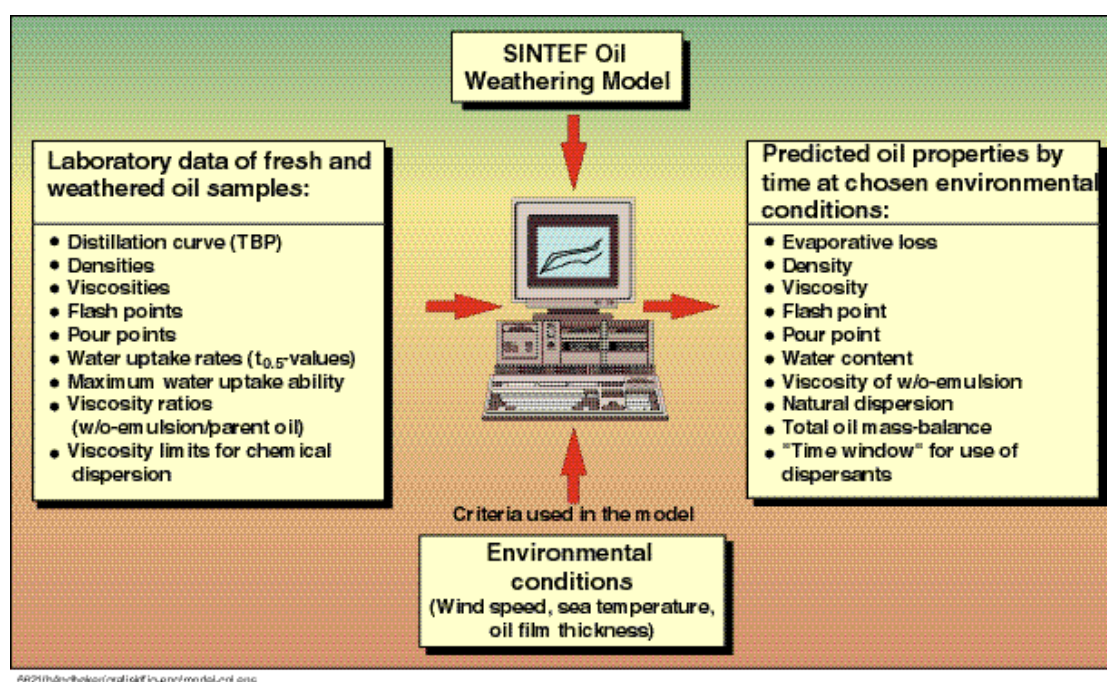 SINTEF Oil
Weathering Model
Laboratory data of fresh and
weathered oil samples:
• Distillation curve (TBP)
• Densities
• Viscosities
• Flash points
• Pour points
• Water uptake rates (t0.5-values)
• Maximum water uptake ability
• Viscosity ratios
(w/o-emulsion/parent oil)
• Viscosity limits for chemical
dispersion
Predicted oil properties by
time at chosen environmental
conditions:
• Evaporative loss
• Density
• Viscosity
• Flash point
• Pour point
• Water content
• Viscosity of w/o-emulsion
• Natural dispersion
• Total oil mass-balance
• "Time window" for use of
dispersants
Criteria used in the model
Environmental
conditions
(Wind speed, sea temperature,
oil film thickness)